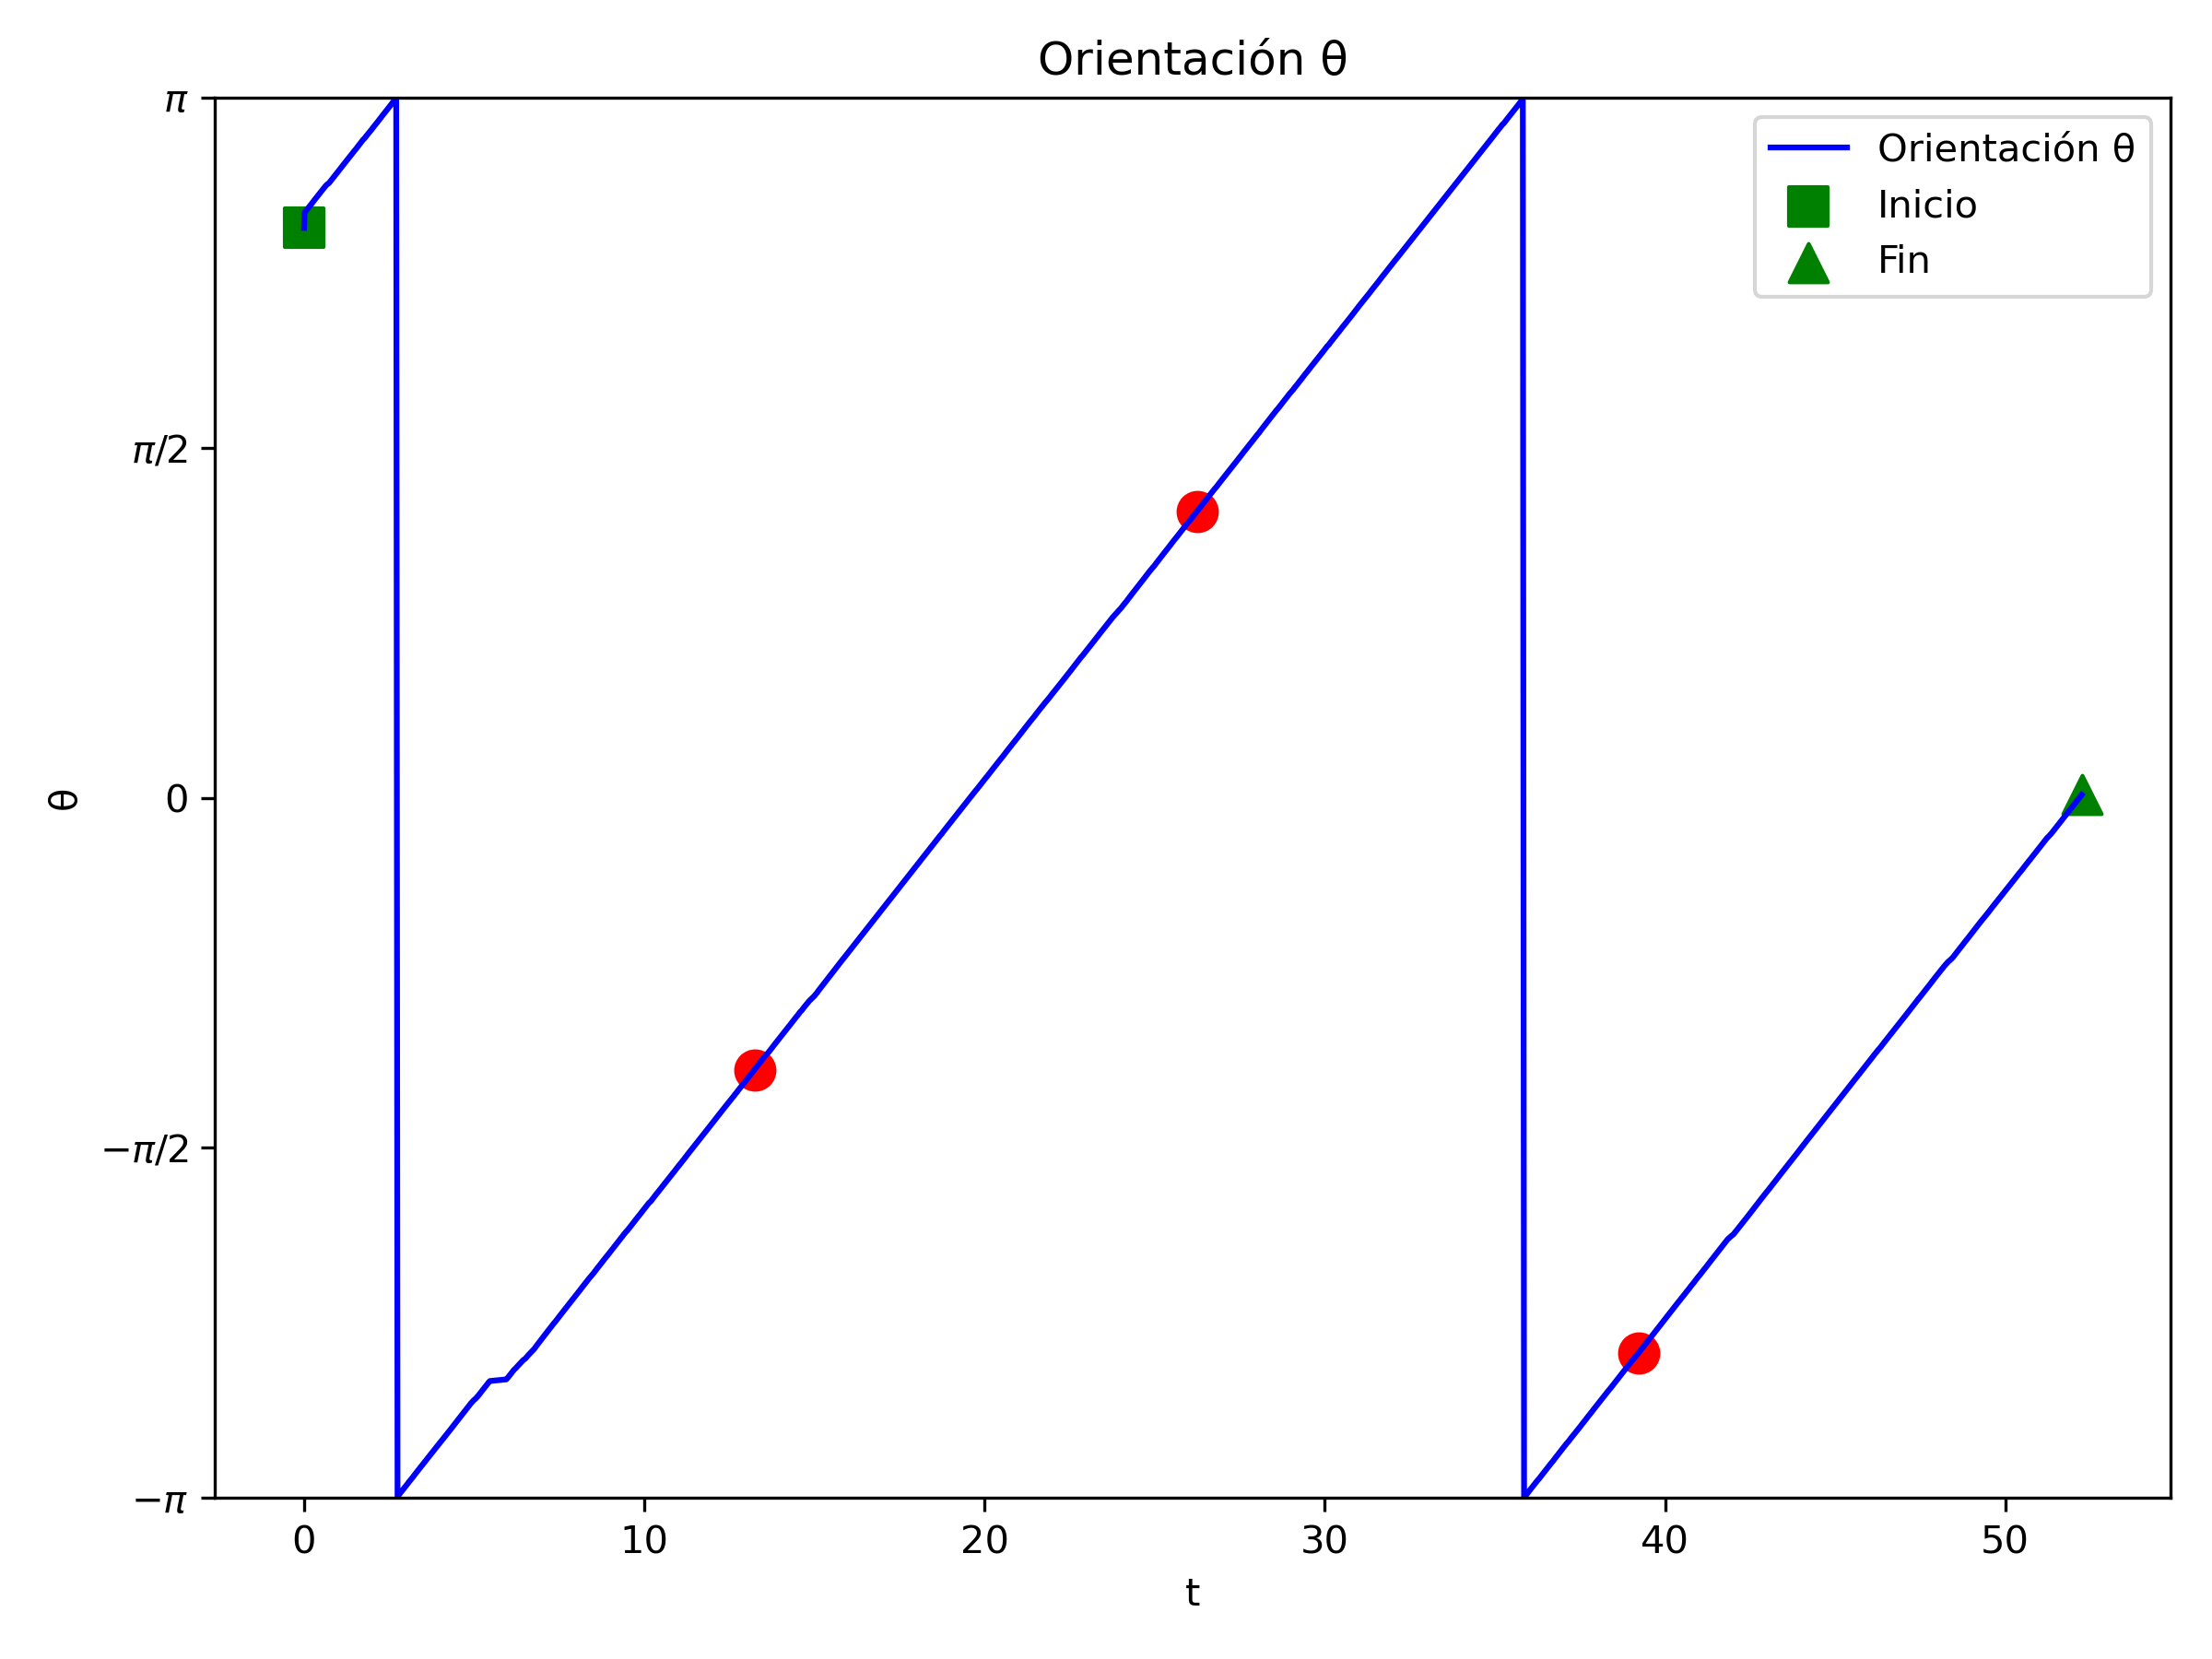 Orientación θ
π
π/2
0
−π/2
−π
θ
0 10 20 30 40 50
t
Orientación θ
Inicio
Fin